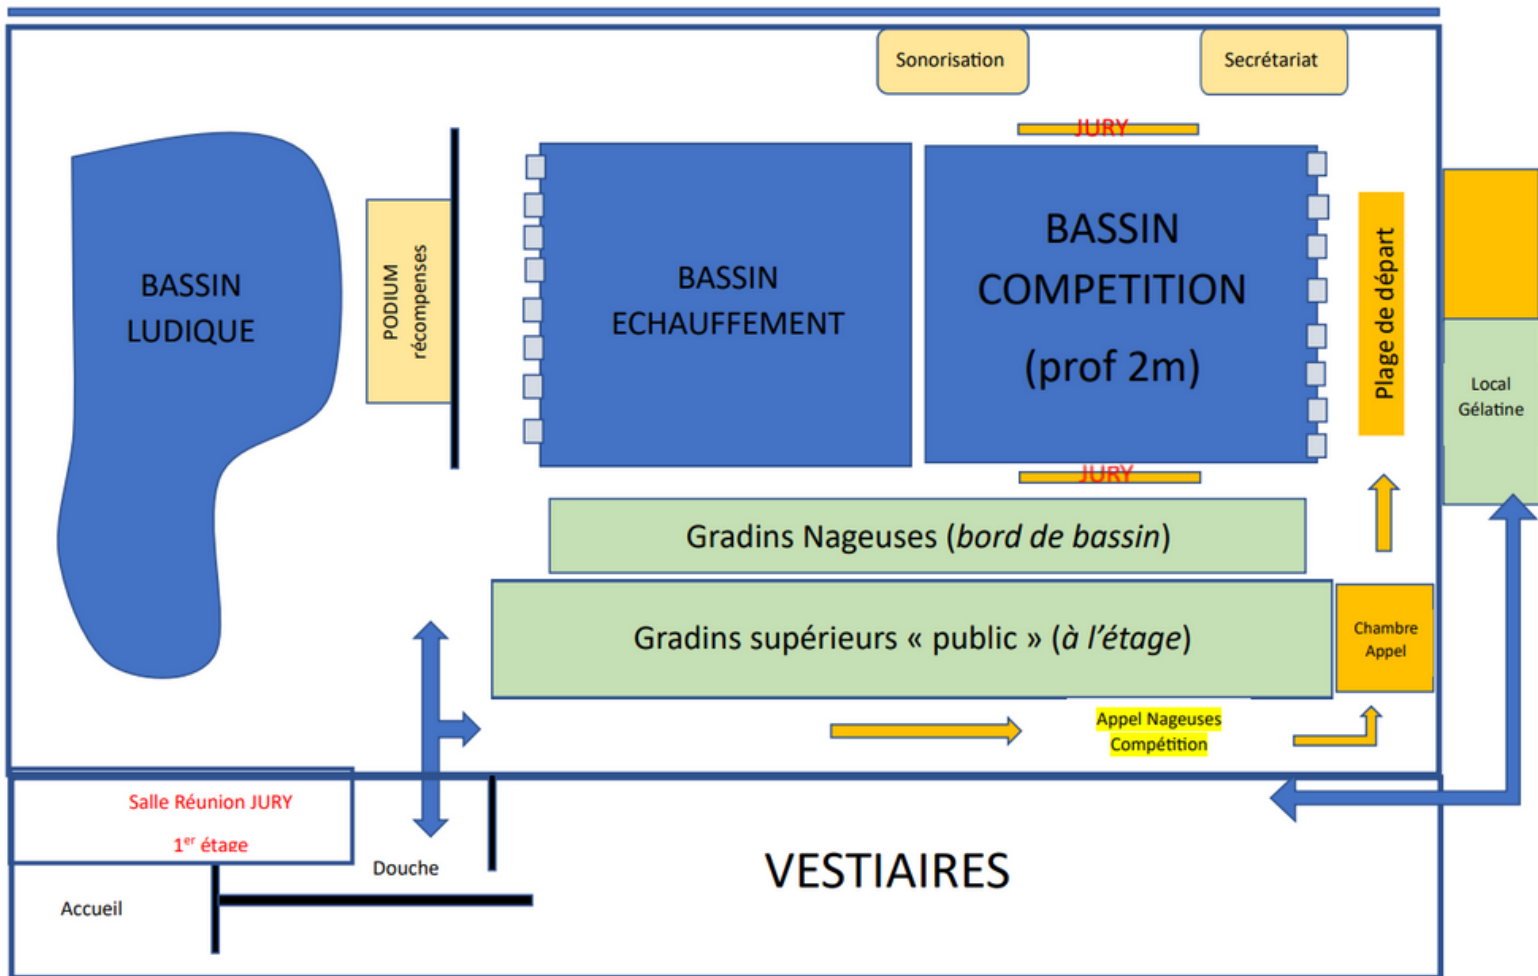 Sonorisation
Secrétariat
JURY
BASSIN
LUDIQUE
PODIUM
récompenses
BASSIN
ECHAUFFEMENT
BASSIN
COMPETITION
(prof 2m)
Plage de départ
Local
Gélatine
JURY
Gradins Nageuses (bord de bassin)
Gradins supérieurs « public » (à l’étage)
Chambre
Appel
Appel Nageuses
Compétition
Salle Réunion JURY
1er étage
Douche
Accueil
VESTIAIRES